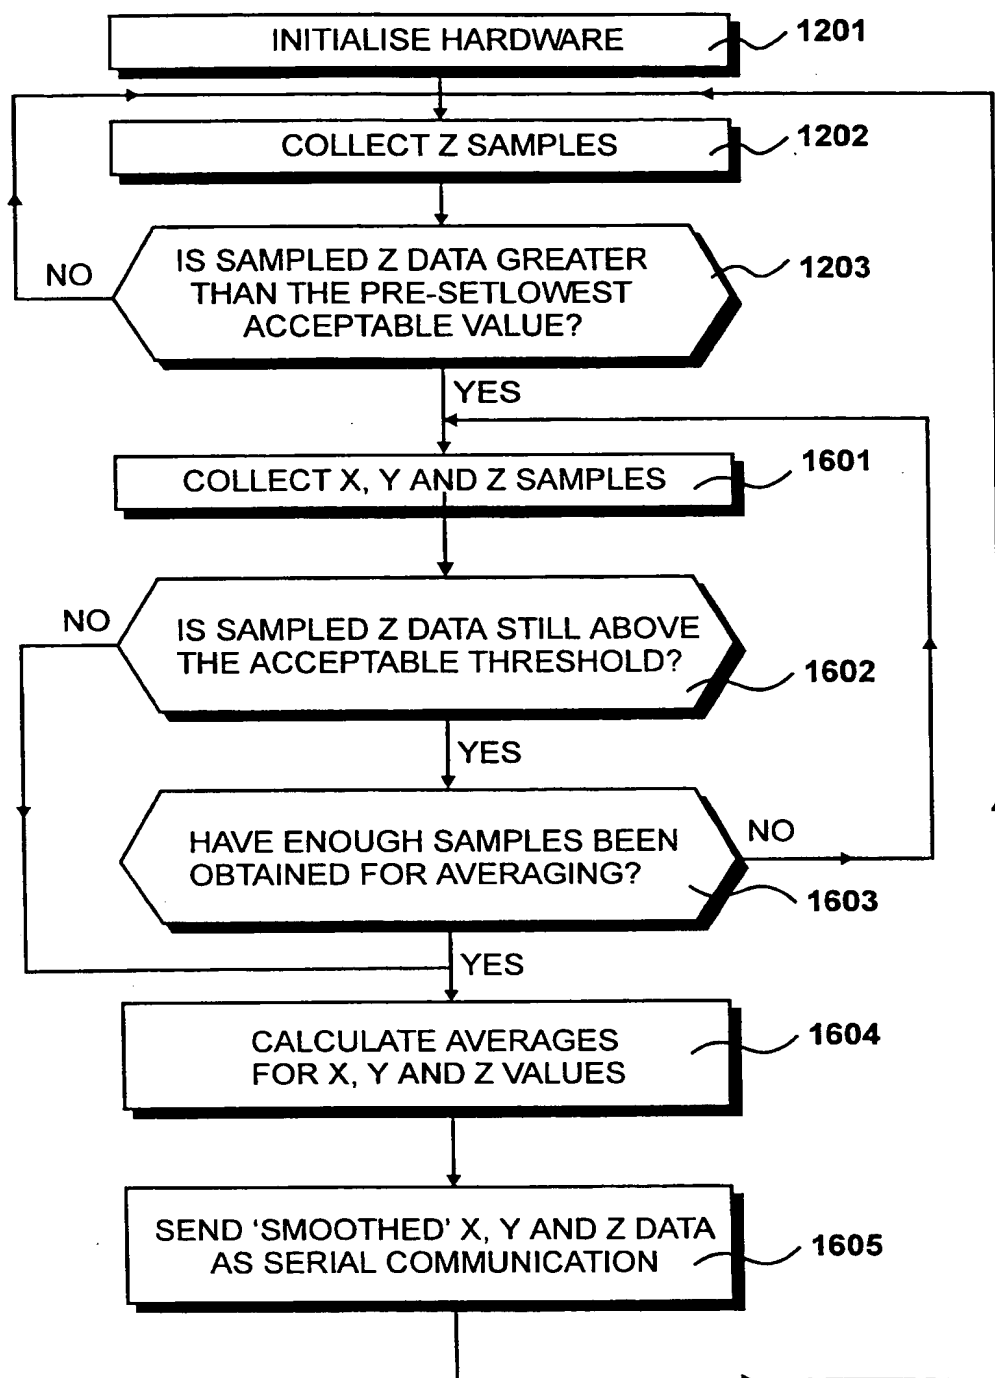 INITIALISE HARDWARE
1201
COLLECT Z SAMPLES
1202
IS SAMPLED Z DATA GREATER
THAN THE PRE-SETLOWEST
ACCEPTABLE VALUE?
1203
NO
YES
COLLECT X, Y AND Z SAMPLES
1601
NO
IS SAMPLED Z DATA STILL ABOVE
THE ACCEPTABLE THRESHOLD?
1602
YES
HAVE ENOUGH SAMPLES BEEN
OBTAINED FOR AVERAGING?
NO
1603
YES
CALCULATE AVERAGES
FOR X, Y AND Z VALUES
1604
SEND ‘SMOOTHED’ X, Y AND Z DATA
AS SERIAL COMMUNICATION
1605